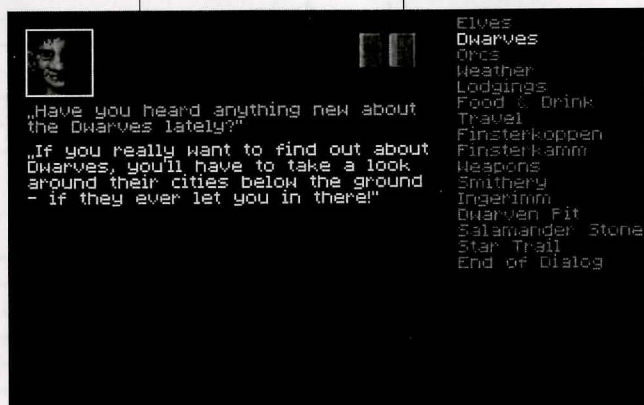 „Have you heard anything new about
the Dwarves lately?"
„If you really want to find out about
Dwarves, you'll have to take a look
around their cities below the ground
- if they ever let you in there!"
Elves
Dwarves
Orcs
Weather
Lodgings
Food & Drink
Travel
Finsterkoppen
Finsterkamm
Weapons
Smithery
Ingerimm
Dwarven Pit
Salamander Stone
Star Trail
End of Dialog